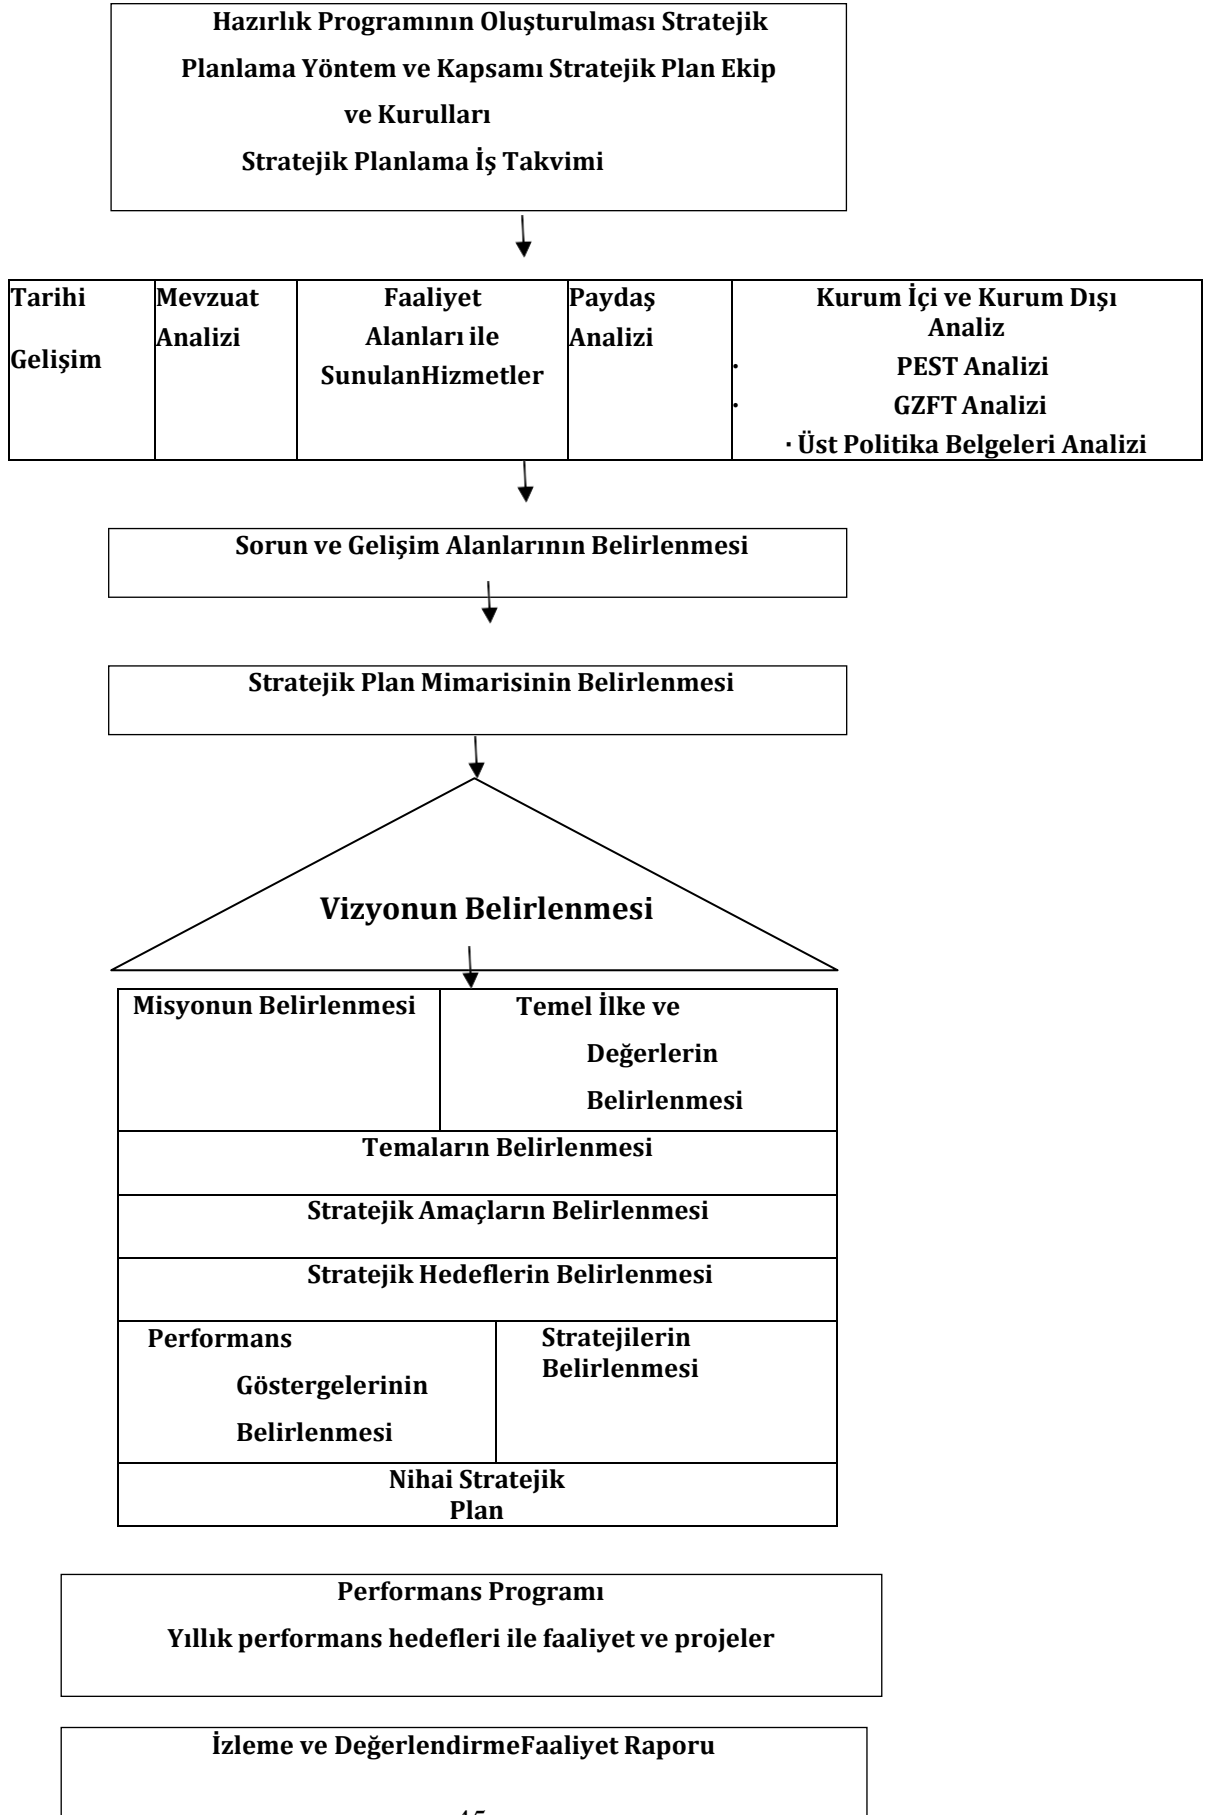 Hazırlık Programının Oluşturulması Stratejik
Planlama Yöntem ve Kapsamı Stratejik Plan Ekip
ve Kurulları
Stratejik Planlama İş Takvimi
Tarihi
Gelişim
Mevzuat
Analizi
Faaliyet
Alanları ile
SunulanHizmetler
Paydaş
Analizi
Kurum İçi ve Kurum Dışı
Analiz
· PEST Analizi
· GZFT Analizi
· Üst Politika Belgeleri Analizi
Sorun ve Gelişim Alanlarının Belirlenmesi
Stratejik Plan Mimarisinin Belirlenmesi
Vizyonun Belirlenmesi
Misyonun Belirlenmesi
Temel İlke ve
Değerlerin
Belirlenmesi
Temaların Belirlenmesi
Stratejik Amaçların Belirlenmesi
Stratejik Hedeflerin Belirlenmesi
Performans
Göstergelerinin
Belirlenmesi
Stratejilerin
Belirlenmesi
Nihai Stratejik
Plan
Performans Programı
Yıllık performans hedefleri ile faaliyet ve projeler
İzleme ve DeğerlendirmeFaaliyet Raporu